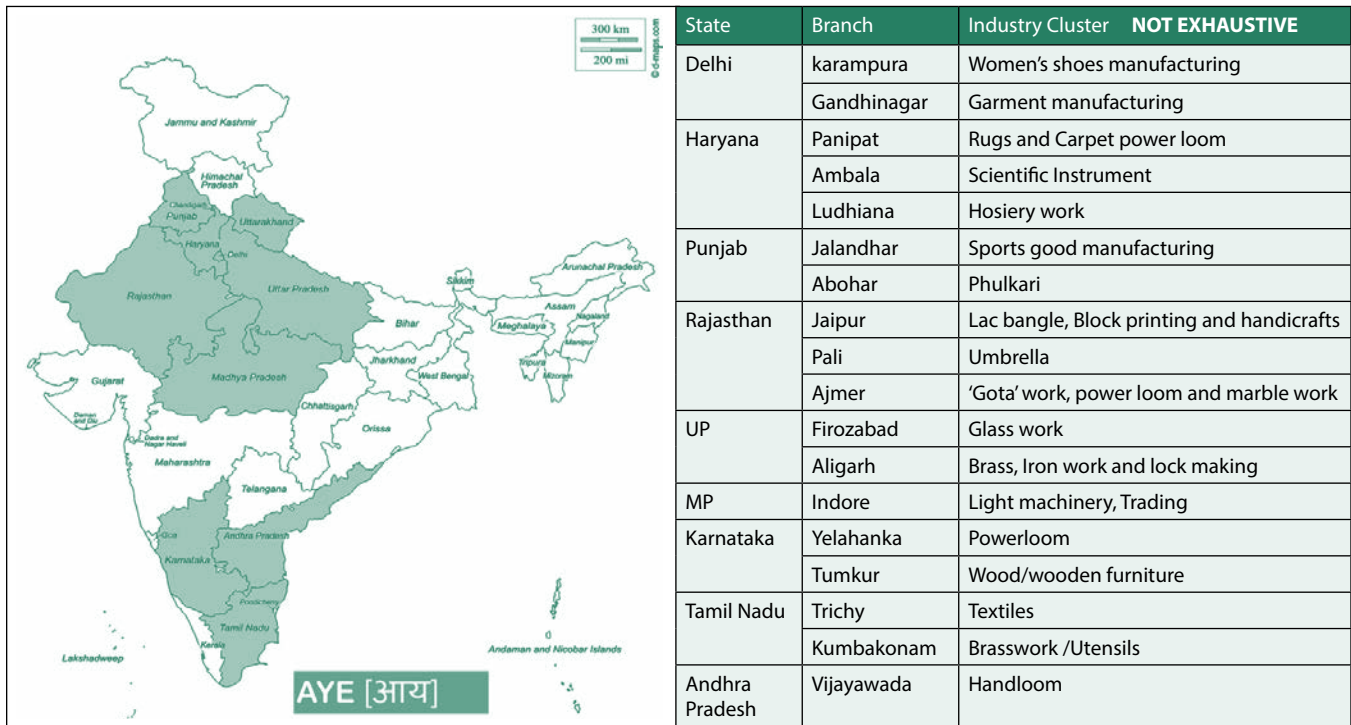 300 km
200 mi
© d-maps.com
Jammu and Kashmir
Himachal
Pradesh
Chandigarh
Punjab
Uttarakhand
Haryana
Delhi
Rajasthan
Uttar Pradesh
Sikkim
Arunachal Pradesh
Assam
Nagaland
Meghalaya
Manipur
Tripura
Mizoram
Bihar
Jharkhand
West Bengal
Gujarat
Madhya Pradesh
Chhattisgarh
Orissa
Daman
and Diu
Dadra and
Nagar Haveli
Maharashtra
Telangana
Goa
Andhra Pradesh
Karnataka
Pondicherry
Tamil Nadu
Kerala
Lakshadweep
Andaman and Nicobar Islands
AYE [आय]
State Branch Industry Cluster NOT EXHAUSTIVE
Delhi karampura Women's shoes manufacturing
Gandhinagar Garment manufacturing
Haryana Panipat Rugs and Carpet power loom
Ambala Scientific Instrument
Ludhiana Hosiery work
Punjab Jalandhar Sports good manufacturing
Abohar Phulkari
Rajasthan Jaipur Lac bangle, Block printing and handicrafts
Pali Umbrella
Ajmer 'Gota' work, power loom and marble work
UP Firozabad Glass work
Aligarh Brass, Iron work and lock making
MP Indore Light machinery, Trading
Karnataka Yelahanka Powerloom
Tumkur Wood/wooden furniture
Tamil Nadu Trichy Textiles
Kumbakonam Brasswork /Utensils
Andhra Vijayawada Handloom
Pradesh